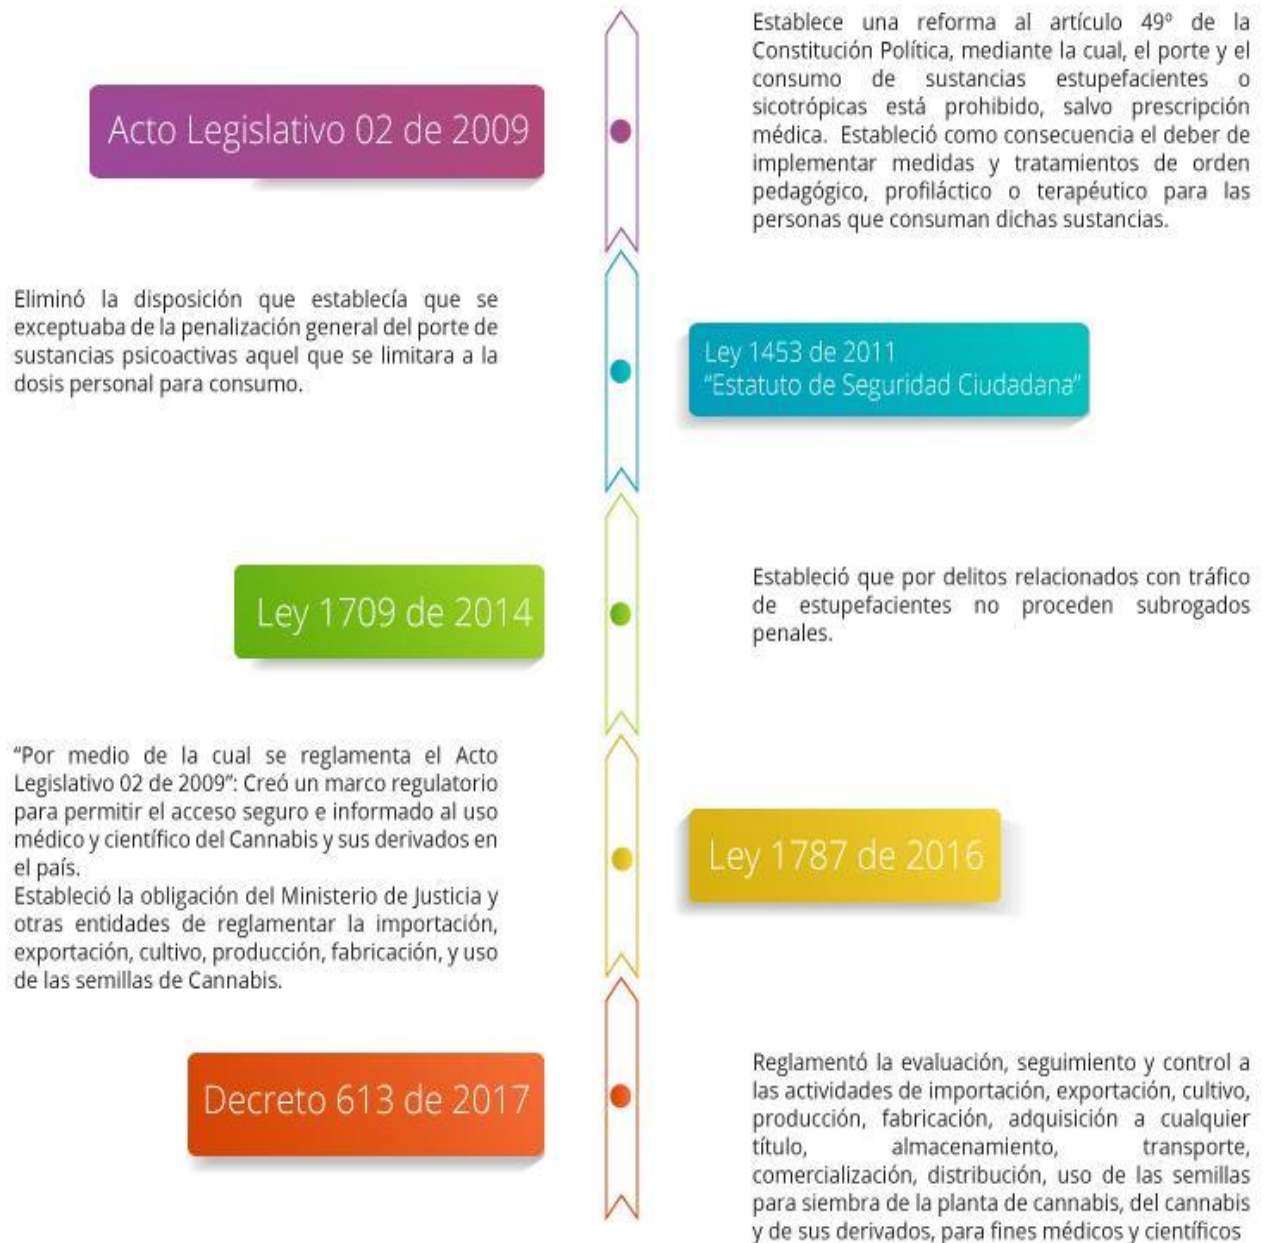 Acto Legislativo 02 de 2009
Establece una reforma al artículo 49º de la
Constitución Política, mediante la cual, el porte y el
consumo de sustancias estupefacientes o
sicotrópicas está prohibido, salvo prescripción
médica. Estableció como consecuencia el deber de
implementar medidas y tratamientos de orden
pedagógico, profiláctico o terapéutico para las
personas que consuman dichas sustancias.
Ley 1453 de 2011
“Estatuto de Seguridad Ciudadana”
Eliminó la disposición que establecía que se
exceptuaba de la penalización general del porte de
sustancias psicoactivas aquel que se limitara a la
dosis personal para consumo.
Ley 1709 de 2014
Estableció que por delitos relacionados con tráfico
de estupefacientes no proceden subrogados
penales.
Ley 1787 de 2016
“Por medio de la cual se reglamenta el Acto
Legislativo 02 de 2009”: Creó un marco regulatorio
para permitir el acceso seguro e informado al uso
médico y científico del Cannabis y sus derivados en
el país.
Estableció la obligación del Ministerio de Justicia y
otras entidades de reglamentar la importación,
exportación, cultivo, producción, fabricación, y uso
de las semillas de Cannabis.
Decreto 613 de 2017
Reglamentó la evaluación, seguimiento y control a
las actividades de importación, exportación, cultivo,
producción, fabricación, adquisición a cualquier
título, almacenamiento, transporte,
comercialización, distribución, uso de las semillas
para siembra de la planta de cannabis, del cannabis
y de sus derivados, para fines médicos y científicos